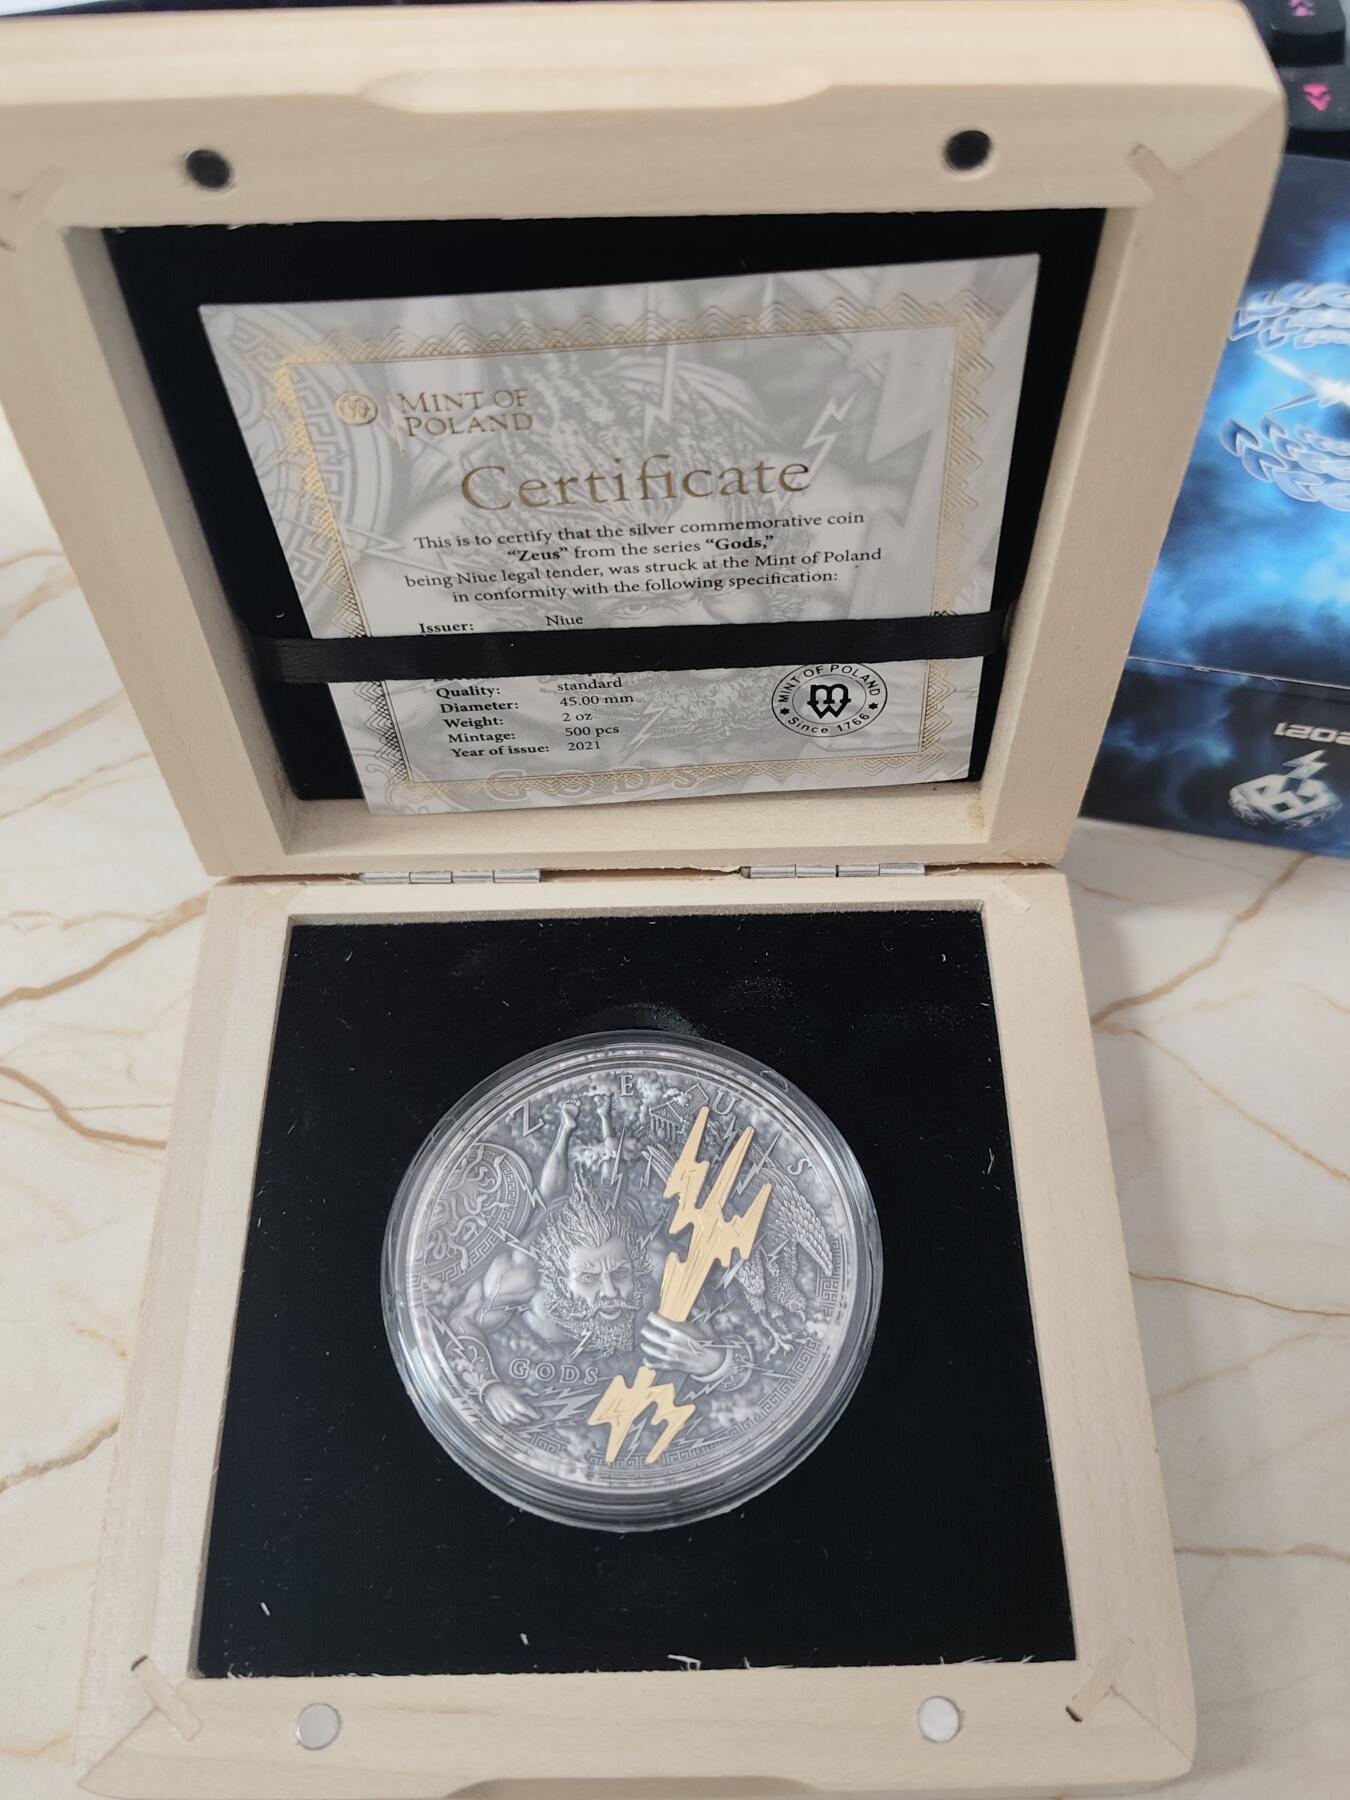 MINT OF
POLAND
Certificate
This is to certify that the silver commemorative coin
“Zeus” from the series “Gods,”
being Niue legal tender, was struck at the Mint of Poland
in conformity with the following specification:
Issuer: Niue
Quality: standard
Diameter: 45.00 mm
Weight: 2 oz
Mintage: 500 pcs
Year of issue: 2021
MINT OF POLAND
Since 1766
GODS
ZEUS
GODS